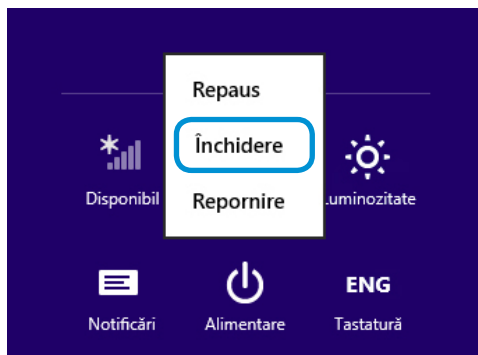 Repaus
Închidere
Repornire
Disponibil
uminozitate
Notificări
Alimentare
ENG
Tastatură